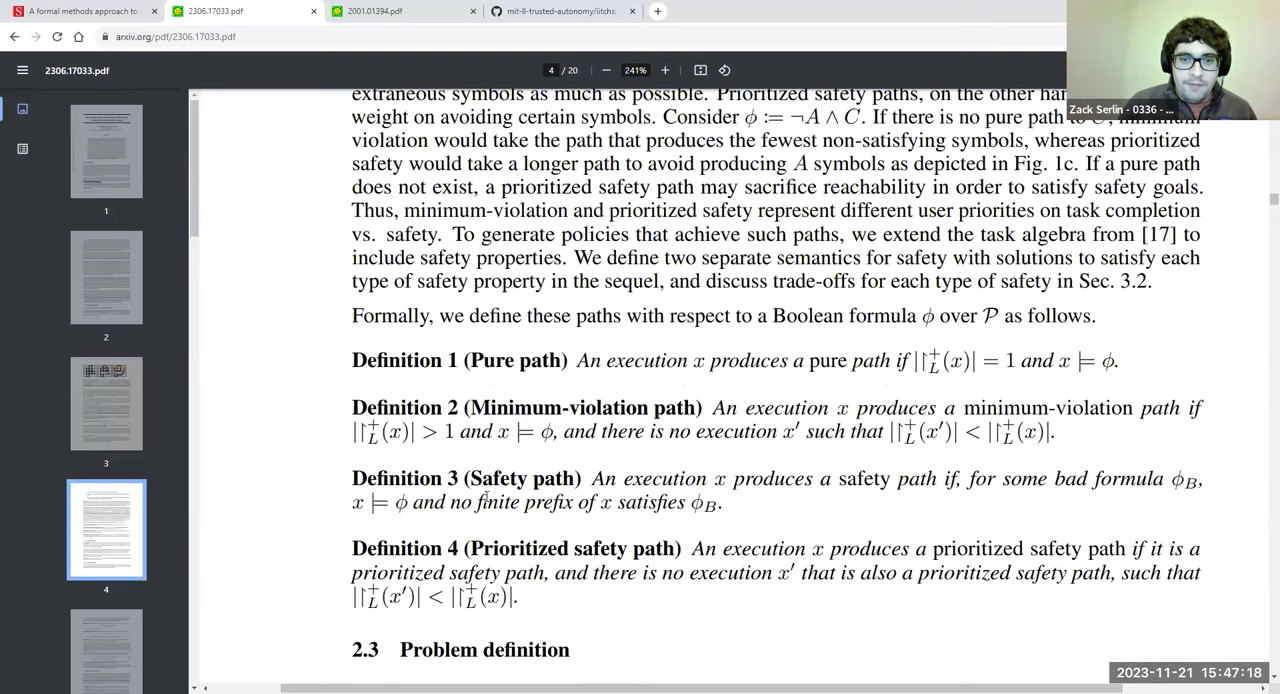 A formal methods approach to
2306.17033.pdf
2001.01394.pdf
mit-ll-trusted-autonomy/iitchs
arxiv.org/pdf/2306.17033.pdf
2306.17033.pdf
4 / 20
241%
Zack Serlin - 0336 - ...
extraneous symbols as much as possible. Prioritized safety paths, on the other
weight on avoiding certain symbols. Consider ϕ := ¬A ∧ C. If there is no pure path
violation would take the path that produces the fewest non-satisfying symbols, whereas prioritized
safety would take a longer path to avoid producing A symbols as depicted in Fig. 1c. If a pure path
does not exist, a prioritized safety path may sacrifice reachability in order to satisfy safety goals.
Thus, minimum-violation and prioritized safety represent different user priorities on task completion
vs. safety. To generate policies that achieve such paths, we extend the task algebra from [17] to
include safety properties. We define two separate semantics for safety with solutions to satisfy each
type of safety property in the sequel, and discuss trade-offs for each type of safety in Sec. 3.2.
Formally, we define these paths with respect to a Boolean formula ϕ over P as follows.
Definition 1 (Pure path) An execution x produces a pure path if |↾⁺_L(x)| = 1 and x ⊨ ϕ.
Definition 2 (Minimum-violation path) An execution x produces a minimum-violation path if
|↾⁺_L(x)| > 1 and x ⊨ ϕ, and there is no execution x′ such that |↾⁺_L(x′)| < |↾⁺_L(x)|.
Definition 3 (Safety path) An execution x produces a safety path if, for some bad formula ϕ_B,
x ⊨ ϕ and no finite prefix of x satisfies ϕ_B.
Definition 4 (Prioritized safety path) An execution x produces a prioritized safety path if it is a
prioritized safety path, and there is no execution x′ that is also a prioritized safety path, such that
|↾⁺_L(x′)| < |↾⁺_L(x)|.
2.3 Problem definition
1
2
3
4
2023-11-21 15:47:18